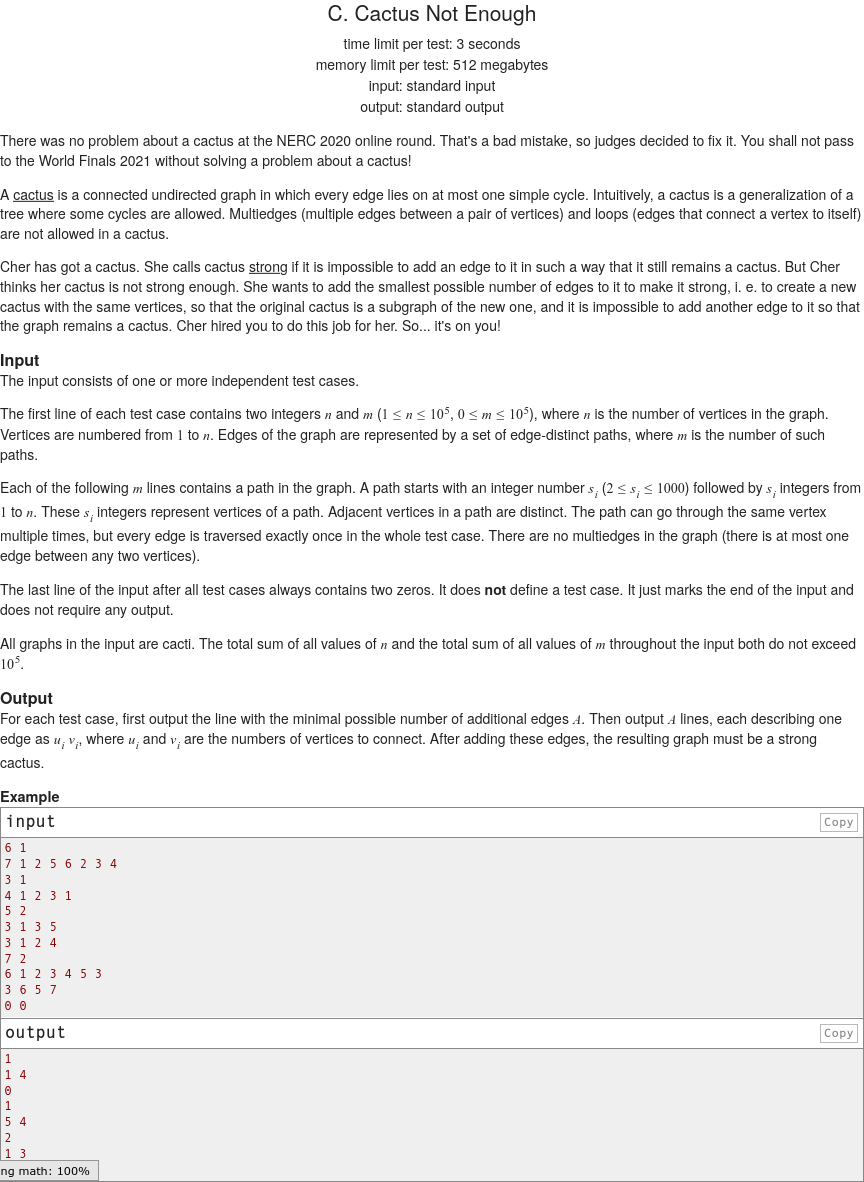 C. Cactus Not Enough
time limit per test: 3 seconds
memory limit per test: 512 megabytes
input: standard input
output: standard output
There was no problem about a cactus at the NERC 2020 online round. That's a bad mistake, so judges decided to fix it. You shall not pass
to the World Finals 2021 without solving a problem about a cactus!
A cactus is a connected undirected graph in which every edge lies on at most one simple cycle. Intuitively, a cactus is a generalization of a
tree where some cycles are allowed. Multiedges (multiple edges between a pair of vertices) and loops (edges that connect a vertex to itself)
are not allowed in a cactus.
Cher has got a cactus. She calls cactus strong if it is impossible to add an edge to it in such a way that it still remains a cactus. But Cher
thinks her cactus is not strong enough. She wants to add the smallest possible number of edges to it to make it strong, i. e. to create a new
cactus with the same vertices, so that the original cactus is a subgraph of the new one, and it is impossible to add another edge to it so that
the graph remains a cactus. Cher hired you to do this job for her. So... it's on you!
Input
The input consists of one or more independent test cases.
The first line of each test case contains two integers n and m (1 ≤ n ≤ 10^5, 0 ≤ m ≤ 10^5), where n is the number of vertices in the graph.
Vertices are numbered from 1 to n. Edges of the graph are represented by a set of edge-distinct paths, where m is the number of such
paths.
Each of the following m lines contains a path in the graph. A path starts with an integer number s_i (2 ≤ s_i ≤ 1000) followed by s_i integers from
1 to n. These s_i integers represent vertices of a path. Adjacent vertices in a path are distinct. The path can go through the same vertex
multiple times, but every edge is traversed exactly once in the whole test case. There are no multiedges in the graph (there is at most one
edge between any two vertices).
The last line of the input after all test cases always contains two zeros. It does not define a test case. It just marks the end of the input and
does not require any output.
All graphs in the input are cacti. The total sum of all values of n and the total sum of all values of m throughout the input both do not exceed
10^5.
Output
For each test case, first output the line with the minimal possible number of additional edges A. Then output A lines, each describing one
edge as u_i v_i, where u_i and v_i are the numbers of vertices to connect. After adding these edges, the resulting graph must be a strong
cactus.
Example
input
Copy
6 1
7 1 2 5 6 2 3 4
3 1
4 1 2 3 1
5 2
3 1 3 5
3 1 2 4
7 2
6 1 2 3 4 5 3
3 6 5 7
0 0
output
Copy
1
1 4
0
1
5 4
2
1 3
ng math: 100%